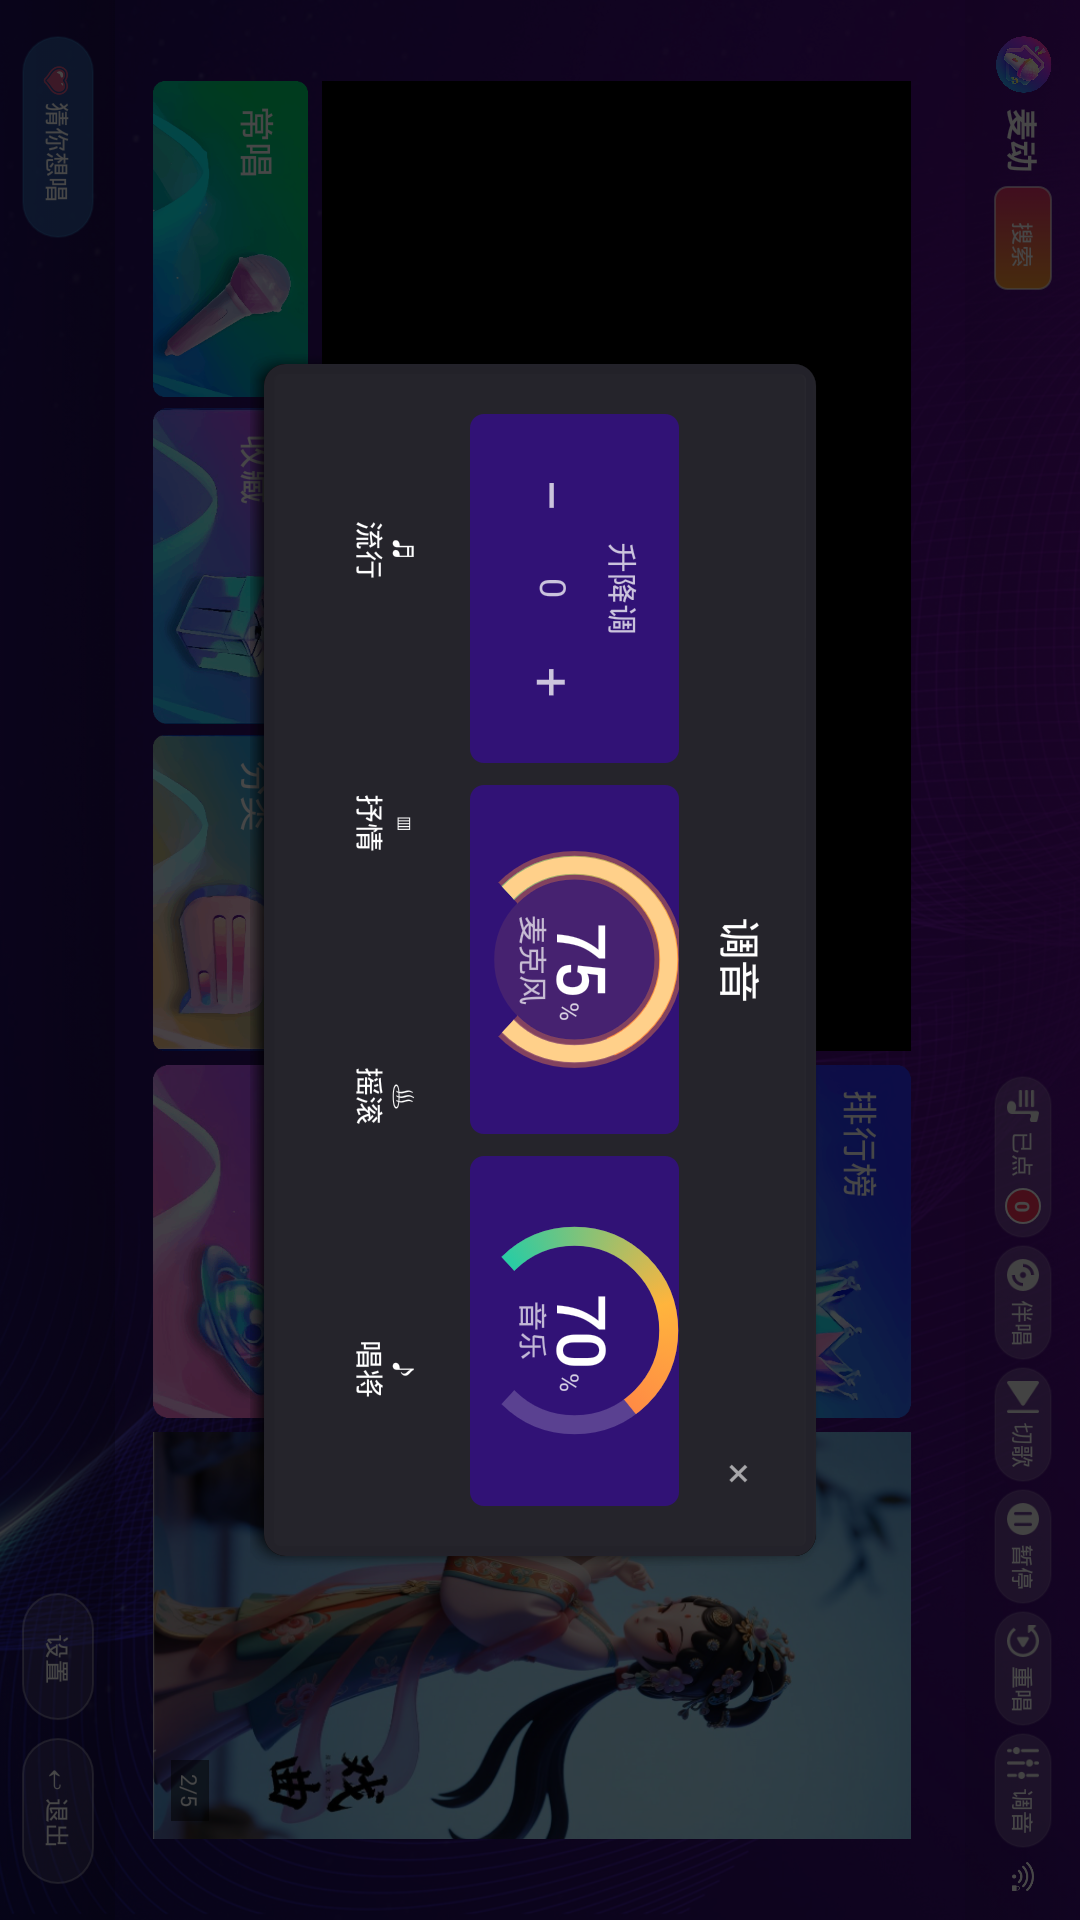 麦动
搜索
已点 0
伴唱
切歌
暂停
重唱
调音
排行榜
常唱
收藏
分类
调音
×
升降调
− 0 +
75%
麦克风
70%
音乐
流行
抒情
摇滚
唱将
戏曲
2/5
猜你想唱
设置
退出